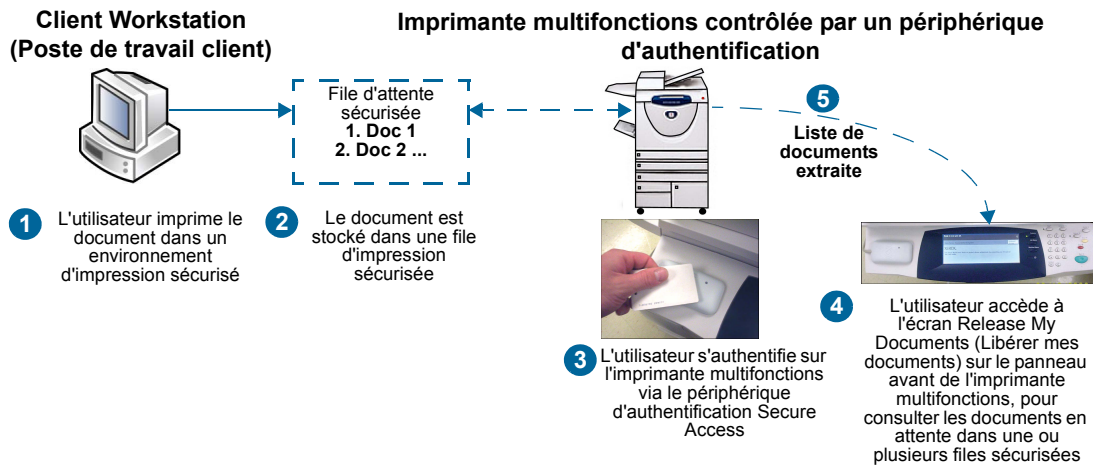 Client Workstation
(Poste de travail client)
Imprimante multifonctions contrôlée par un périphérique
d'authentification
File d'attente
sécurisée
1. Doc 1
2. Doc 2 ...
5
Liste de
documents
extraite
1
L'utilisateur imprime le
document dans un
environnement
d'impression sécurisé
2
Le document est
stocké dans une file
d'impression
sécurisée
3
L'utilisateur s'authentifie sur
l'imprimante multifonctions
via le périphérique
d'authentification Secure
Access
4
L'utilisateur accède à
l'écran Release My
Documents (Libérer mes
documents) sur le panneau
avant de l'imprimante
multifonctions, pour
consulter les documents en
attente dans une ou
plusieurs files sécurisées